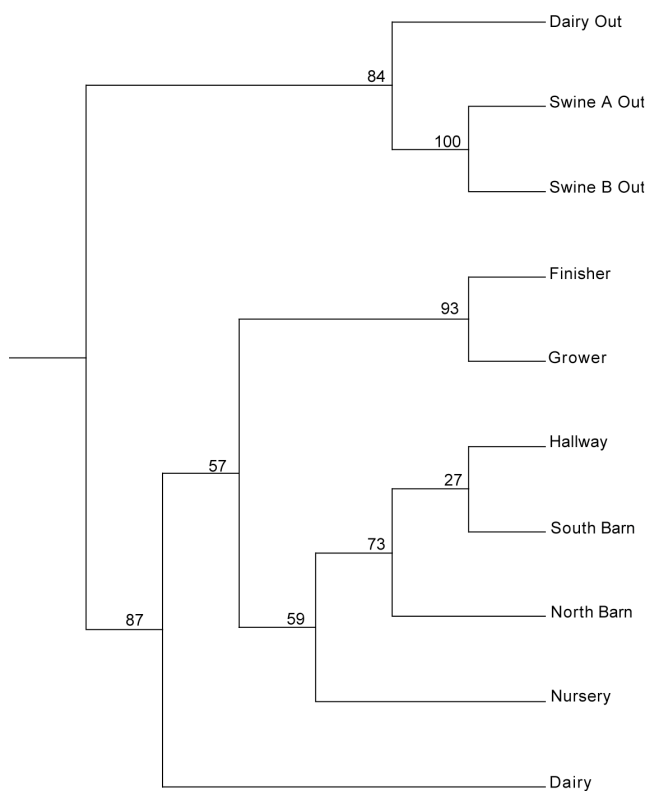 Dairy Out
84
Swine A Out
100
Swine B Out
Finisher
93
Grower
Hallway
57
27
South Barn
73
North Barn
59
87
Nursery
Dairy